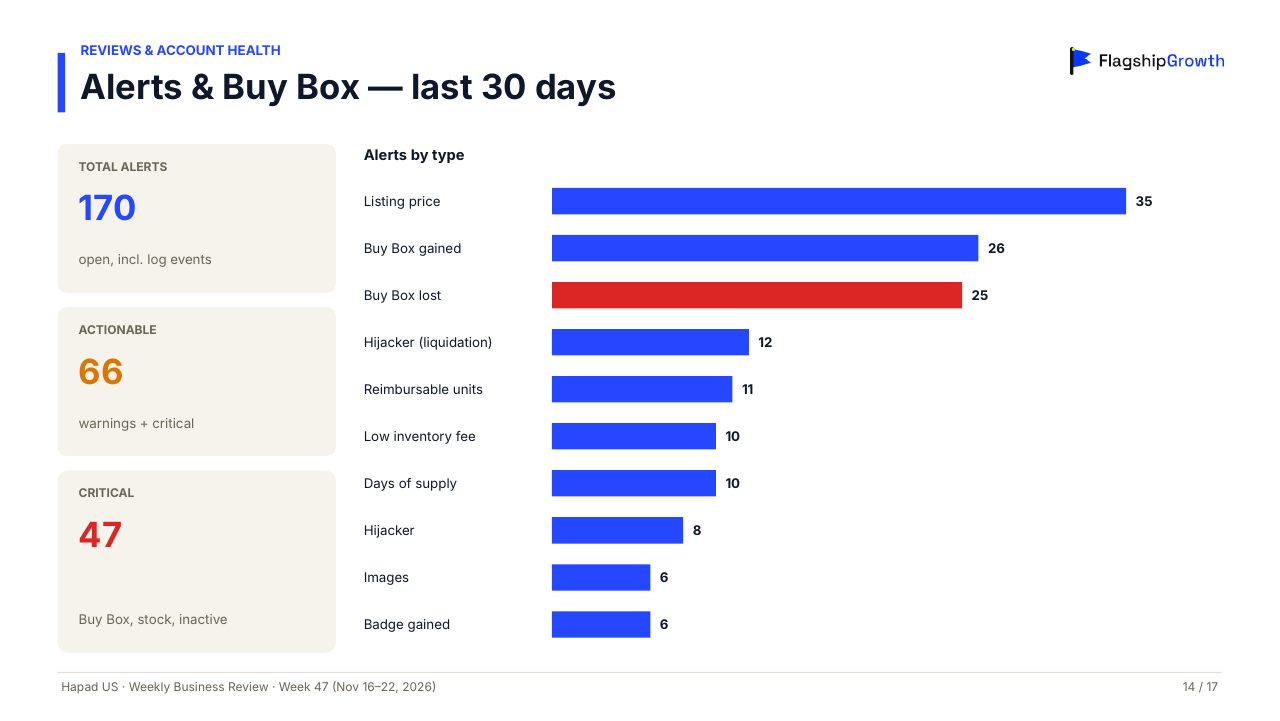 REVIEWS & ACCOUNT HEALTH
Alerts & Buy Box — last 30 days
FlagshipGrowth
TOTAL ALERTS
170
open, incl. log events
ACTIONABLE
66
warnings + critical
CRITICAL
47
Buy Box, stock, inactive
Alerts by type
Listing price 35
Buy Box gained 26
Buy Box lost 25
Hijacker (liquidation) 12
Reimbursable units 11
Low inventory fee 10
Days of supply 10
Hijacker 8
Images 6
Badge gained 6
Hapad US · Weekly Business Review · Week 47 (Nov 16–22, 2026)
14 / 17